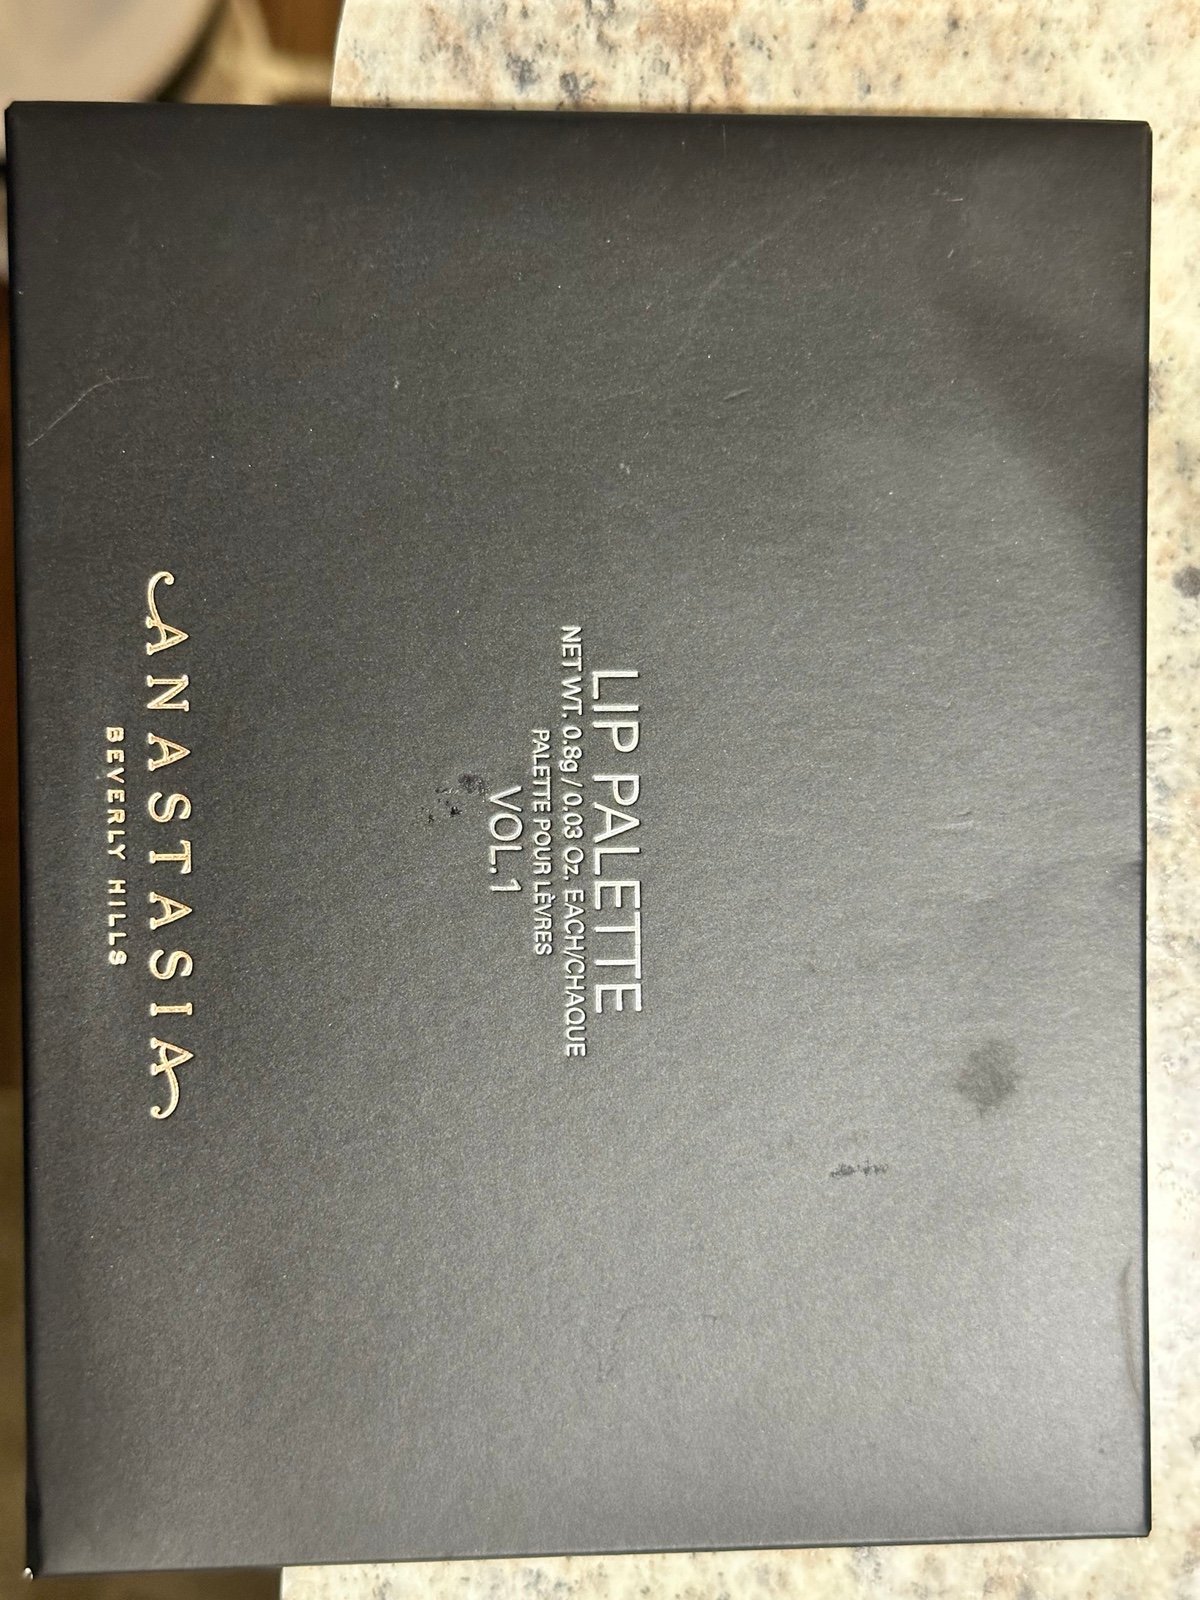 LIP PALETTE
NET WT. 0.8g / 0.03 Oz. EACH/CHAQUE
PALETTE POUR LÈVRES
VOL.1
ANASTASIA
BEVERLY HILLS